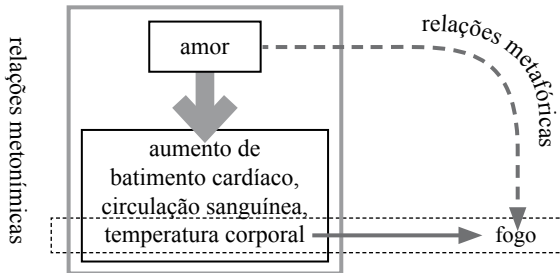 relações metonímicas
amor
relações metafóricas
aumento de
batimento cardíaco,
circulação sanguínea,
temperatura corporal
fogo